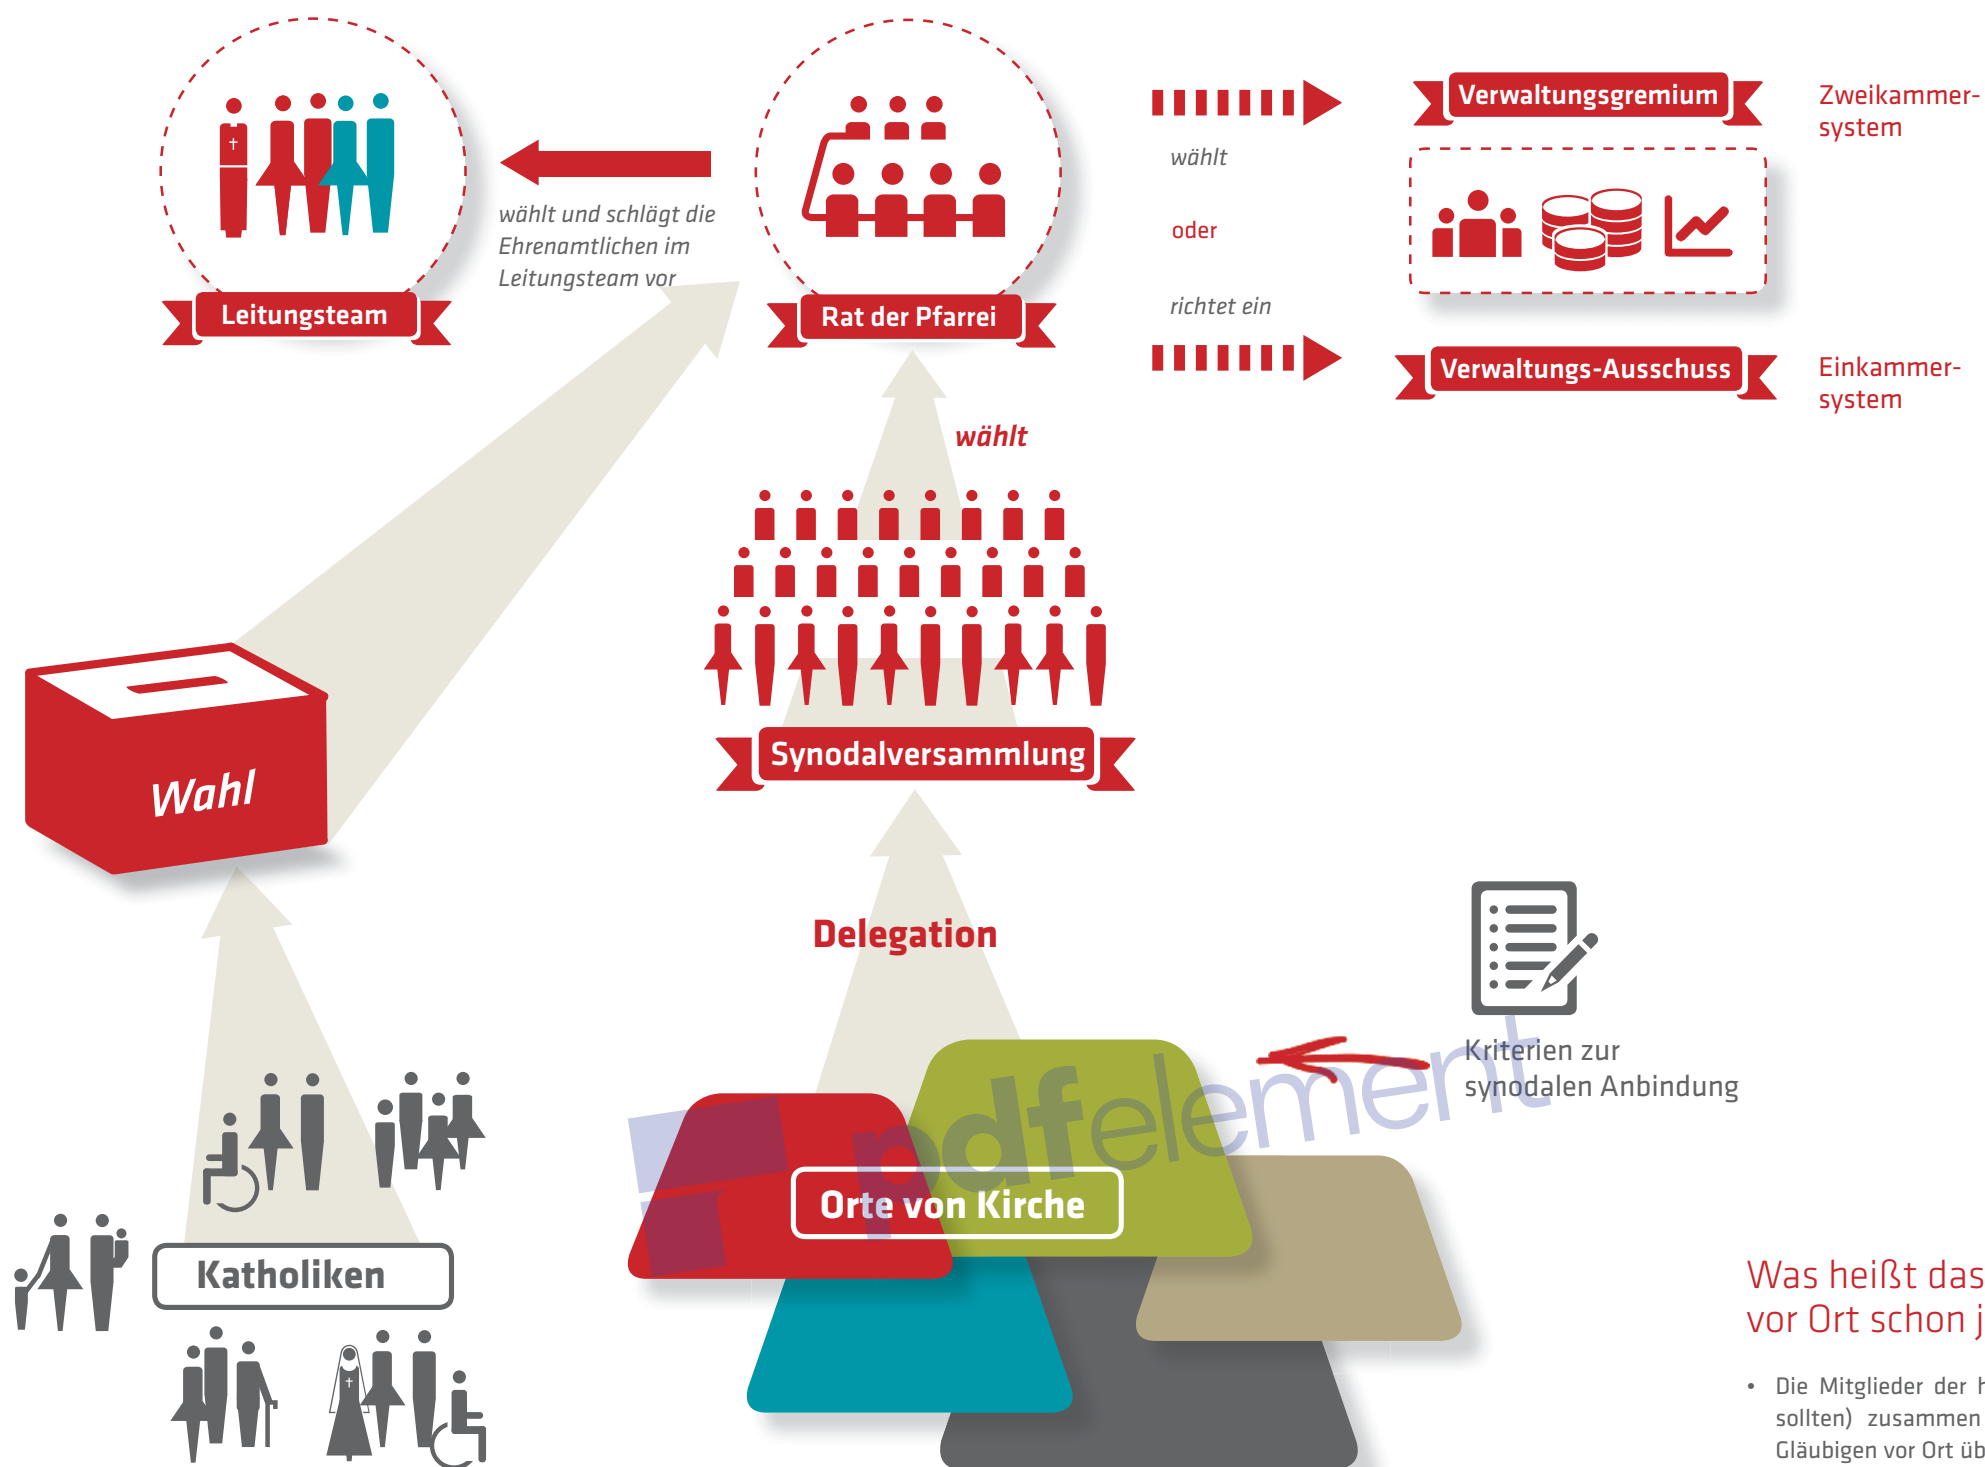 Verwaltungsgremium
Zweikammer-
system
wählt
wählt und schlägt die
Ehrenamtlichen im
Leitungsteam vor
oder
Leitungsteam
Rat der Pfarrei
richtet ein
Verwaltungs-Ausschuss
Einkammer-
system
wählt
Synodalversammlung
Wahl
Delegation
Kriterien zur
synodalen Anbindung
pdfelement
Orte von Kirche
Katholiken
Was heißt das
vor Ort schon j
• Die Mitglieder der h
sollten) zusammen
Gläubigen vor Ort üb